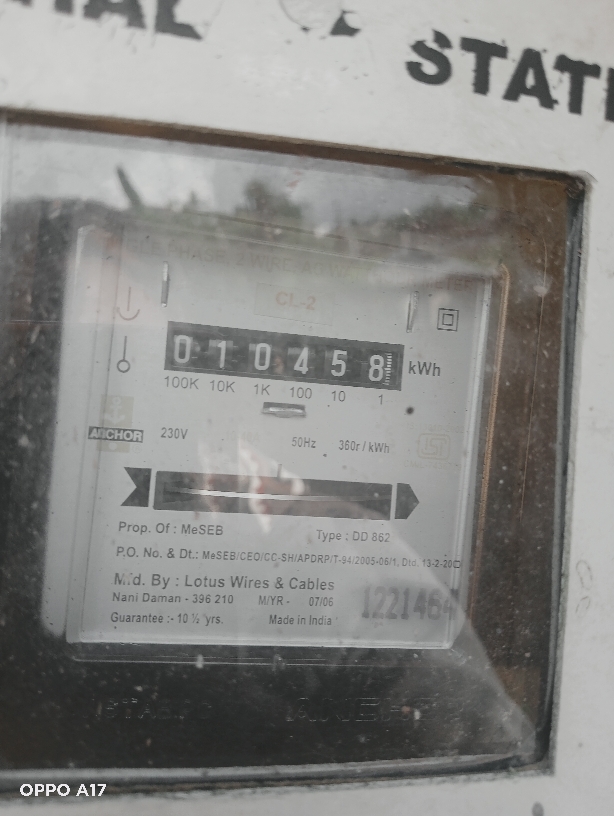 STATI
CL-2
010458 kWh
100K 10K 1K 100 10 1
ANCHOR 230V 50Hz 360r / kWh
Prop. Of : MeSEB Type : DD 862
P.O. No. & Dt.: MeSEB/CEO/CC-SH/APDRP/T-94/2005-06/1, Dtd. 13-2-20
M'd. By : Lotus Wires & Cables
Nani Daman - 396 210 M/YR - 07/06
1221464
Guarantee :- 10 ½ yrs. Made in India
OPPO A17